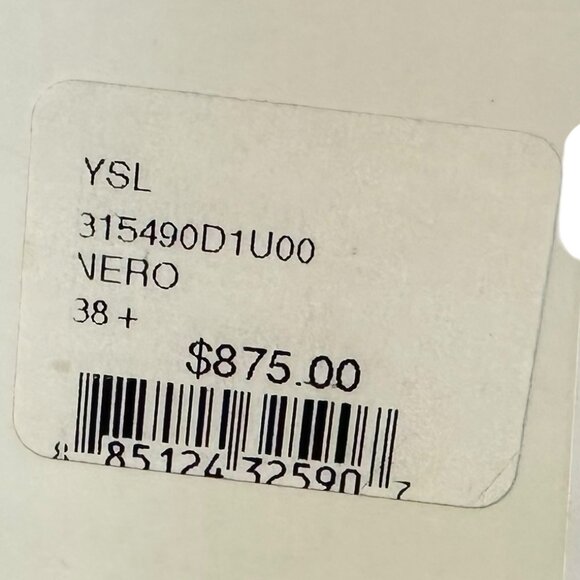 YSL
315490D1U00
NERO
38 +
$875.00
8 85124 32590 7